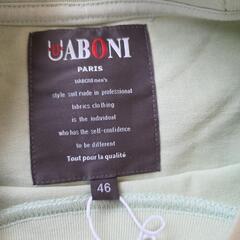 UABONI
PARIS
UABONI men's
style suit made in professional
fabrics clothing
is the individual
who has the self-confidence
to be different
Tout pour la qualité
46